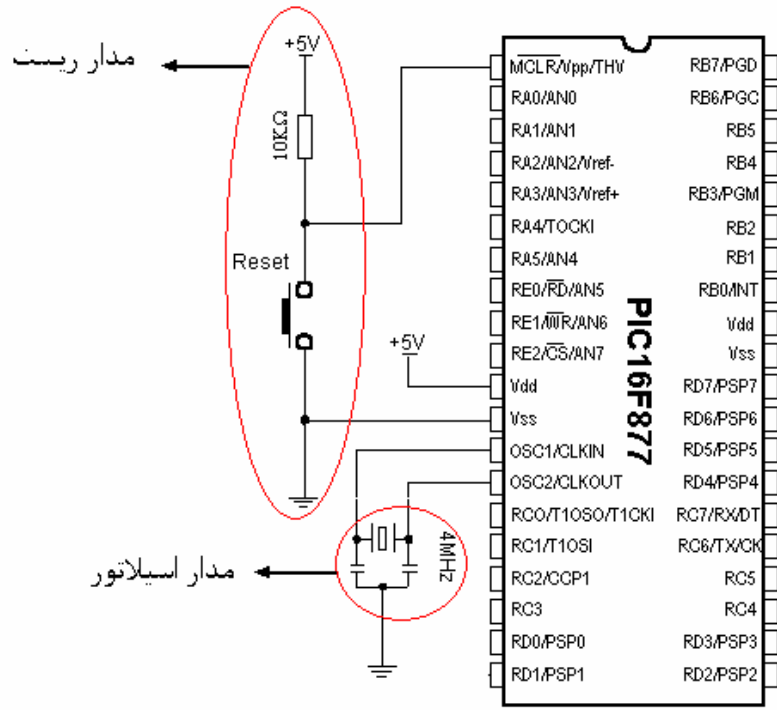 مدار ریست
+5V
10KΩ
Reset
+5V
4MHz
مدار اسیلاتور
PIC16F877
MCLR/Vpp/THV
RA0/AN0
RA1/AN1
RA2/AN2/Vref-
RA3/AN3/Vref+
RA4/TOCKI
RA5/AN4
RE0/RD/AN5
RE1/WR/AN6
RE2/CS/AN7
Vdd
Vss
OSC1/CLKIN
OSC2/CLKOUT
RCO/T1OSO/T1CKI
RC1/T1OSI
RC2/CCP1
RC3
RD0/PSP0
RD1/PSP1
RB7/PGD
RB6/PGC
RB5
RB4
RB3/PGM
RB2
RB1
RB0/INT
Vdd
Vss
RD7/PSP7
RD6/PSP6
RD5/PSP5
RD4/PSP4
RC7/RX/DT
RC6/TX/CK
RC5
RC4
RD3/PSP3
RD2/PSP2